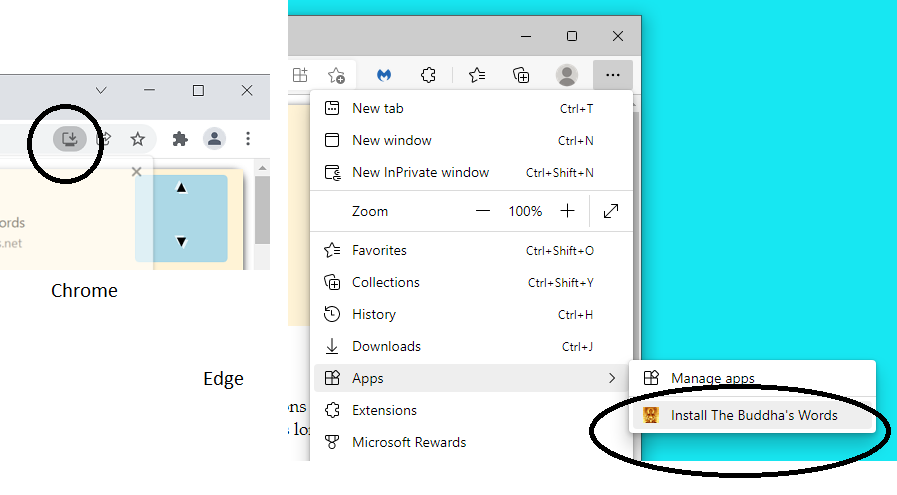 ords
s.net
Chrome
Edge
New tab Ctrl+T
New window Ctrl+N
New InPrivate window Ctrl+Shift+N
Zoom 100%
Favorites Ctrl+Shift+O
Collections Ctrl+Shift+Y
History Ctrl+H
Downloads Ctrl+J
Apps
Extensions
Microsoft Rewards
ons
s lo
Manage apps
Install The Buddha's Words